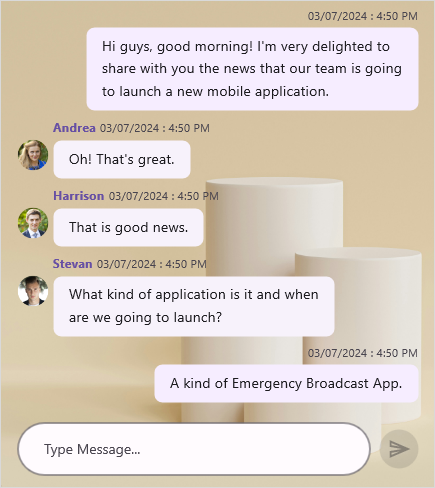 03/07/2024 : 4:50 PM
Hi guys, good morning! I'm very delighted to
share with you the news that our team is going
to launch a new mobile application.
Andrea 03/07/2024 : 4:50 PM
Oh! That's great.
Harrison 03/07/2024 : 4:50 PM
That is good news.
Stevan 03/07/2024 : 4:50 PM
What kind of application is it and when
are we going to launch?
03/07/2024 : 4:50 PM
A kind of Emergency Broadcast App.
Type Message...